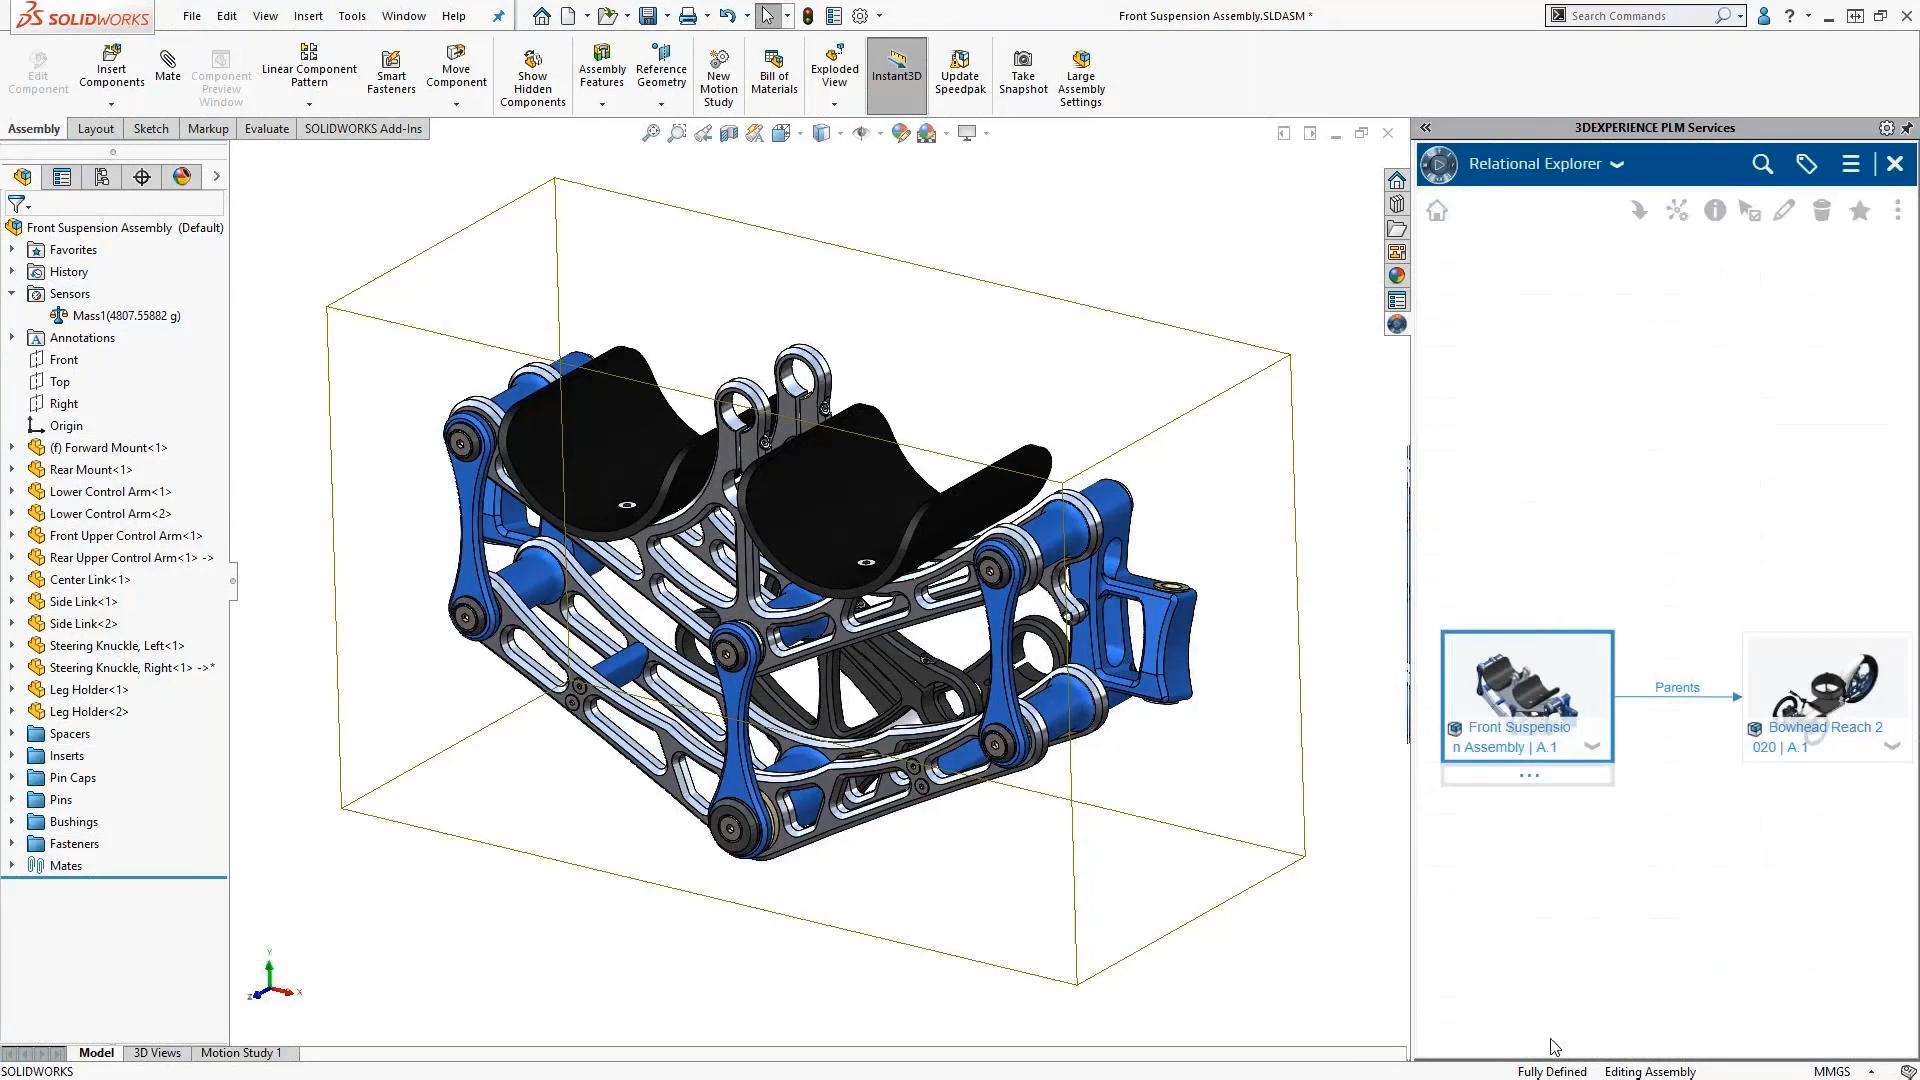 SOLIDWORKS
File Edit View Insert Tools Window Help
Front Suspension Assembly.SLDASM *
Search Commands
Edit Component
Insert Components
Mate
Component Preview Window
Linear Component Pattern
Smart Fasteners
Move Component
Show Hidden Components
Assembly Features
Reference Geometry
New Motion Study
Bill of Materials
Exploded View
Instant3D
Update Speedpak
Take Snapshot
Large Assembly Settings
Assembly Layout Sketch Markup Evaluate SOLIDWORKS Add-Ins
3DEXPERIENCE PLM Services
Relational Explorer
Front Suspension Assembly (Default)
Favorites
History
Sensors
Mass1(4807.55882 g)
Annotations
Front
Top
Right
Origin
(f) Forward Mount<1>
Rear Mount<1>
Lower Control Arm<1>
Lower Control Arm<2>
Front Upper Control Arm<1>
Rear Upper Control Arm<1> ->
Center Link<1>
Side Link<1>
Side Link<2>
Steering Knuckle, Left<1>
Steering Knuckle, Right<1> ->*
Leg Holder<1>
Leg Holder<2>
Spacers
Inserts
Pin Caps
Pins
Bushings
Fasteners
Mates
Y
Z
X
Parents
Front Suspensio
n Assembly | A.1
Bowhead Reach 2
020 | A.1
Model 3D Views Motion Study 1
SOLIDWORKS
Fully Defined Editing Assembly MMGS